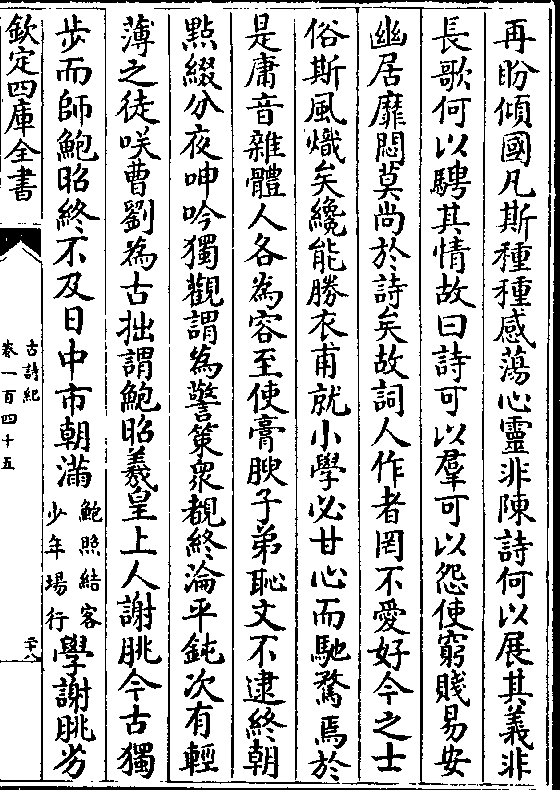 再盼傾國凡斯種種感蕩心靈非陳詩何以展其義非
長歌何以騁其情故曰詩可以羣可以怨使窮賤易安
幽居靡悶莫尚於詩矣故詞人作者罔不愛好今之士
俗斯風熾矣纔能勝衣甫就小學必甘心而馳騖焉於
是庸音雜體人各為容至使膏腴子弟恥文不逮終朝
點綴分夜呻吟獨觀謂為警策衆覩終淪平鈍次有輕
薄之徒咲曹劉為古拙謂鮑昭羲皇上人謝朓今古獨
步而師鮑昭終不及日中市朝滿鮑照結客少年場行學謝朓劣
欽定四庫全書
古詩紀
卷一百四十五
二十八